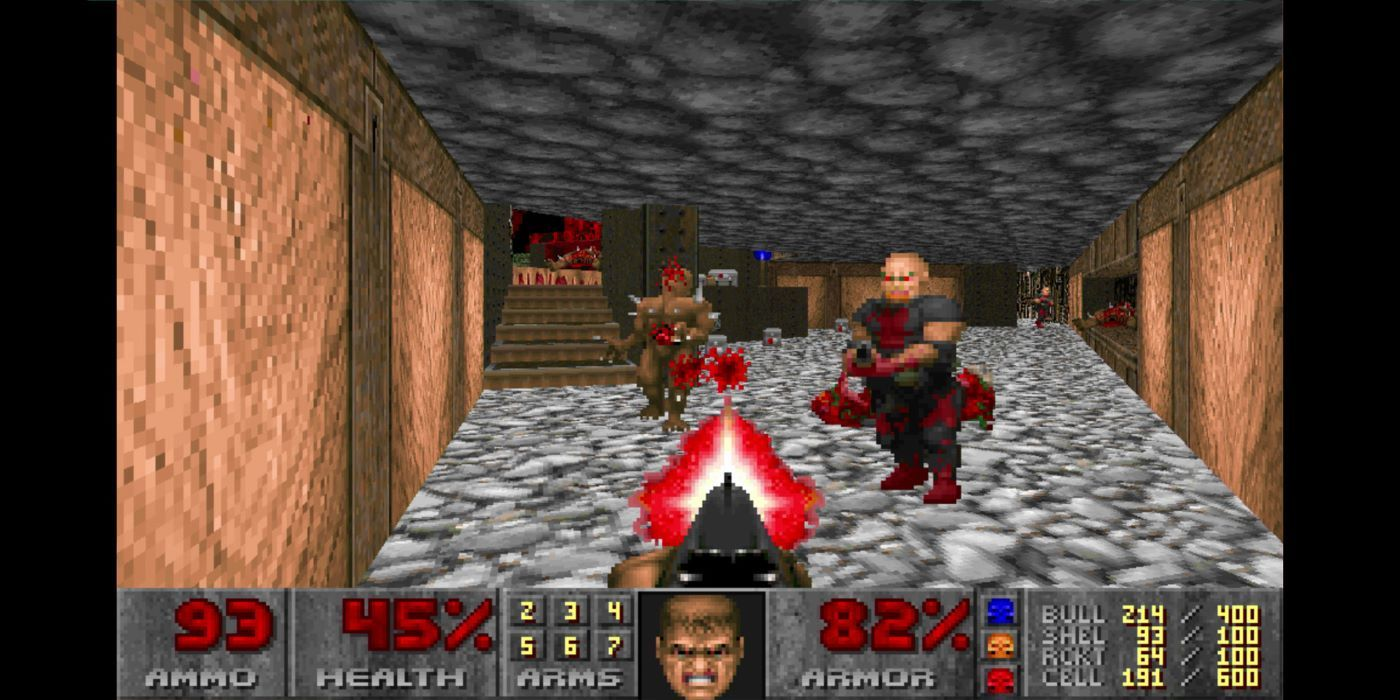 93 45% 2 3 4 82% BULL 214 / 400
SHEL 93 / 100
5 6 7 RCKT 64 / 100
AMMO HEALTH ARMS ARMOR CELL 191 / 600